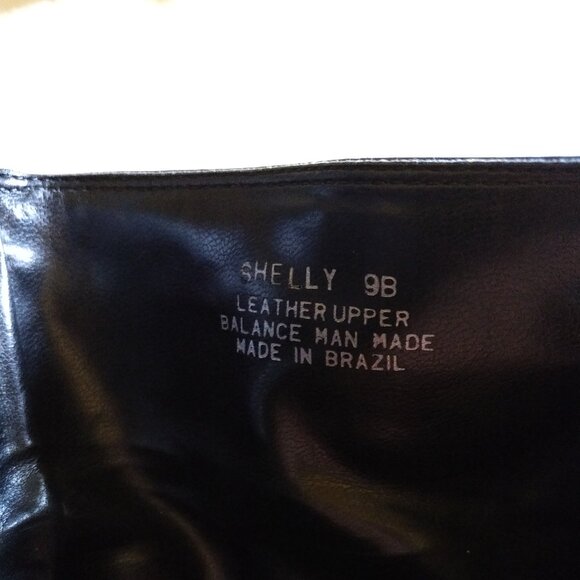 SHELLY 9B
LEATHER UPPER
BALANCE MAN MADE
MADE IN BRAZIL